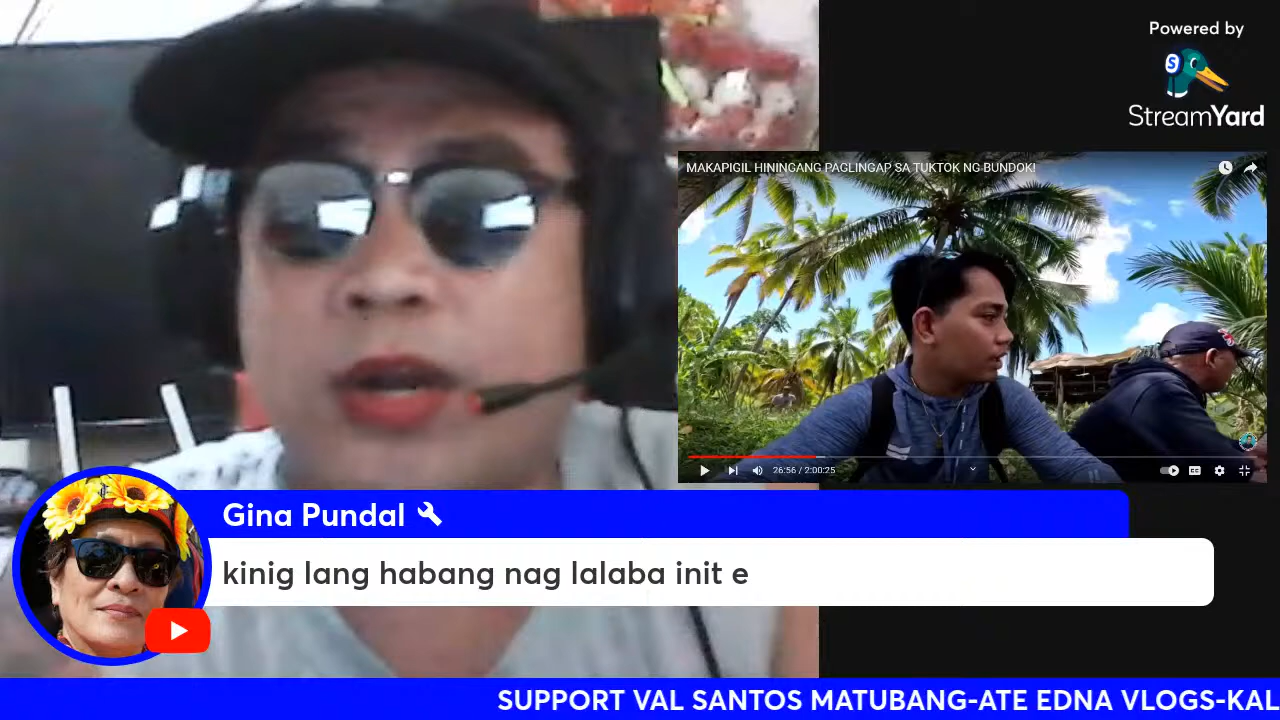 Powered by
StreamYard
MAKAPIGIL HININGANG PAGLINGAP SA TUKTOK NG BUNDOK!
26:56 / 2:00:25
CC
Gina Pundal
kinig lang habang nag lalaba init e
SUPPORT VAL SANTOS MATUBANG-ATE EDNA VLOGS-KAL